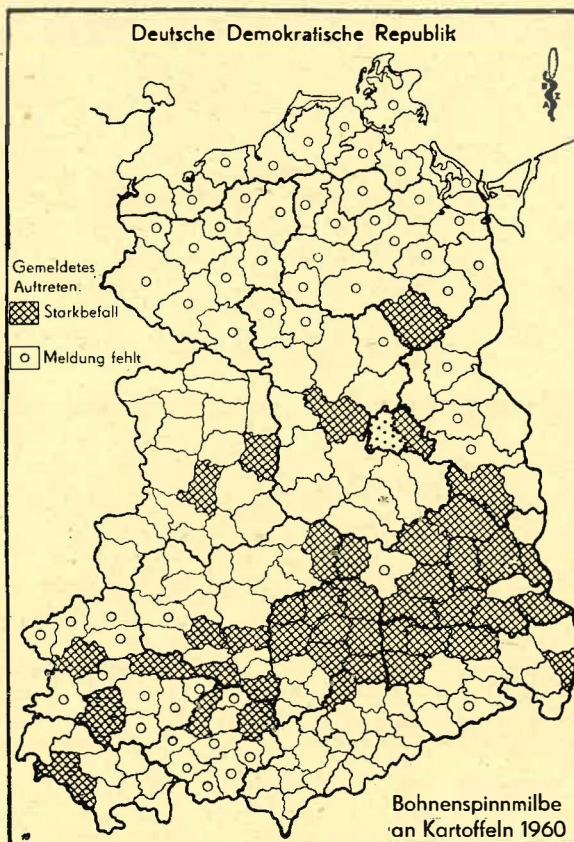 Deutsche Demokratische Republik
Gemeldetes
Auftreten.
Starkbefall
Meldung fehlt
Bohnenspinnmilbe
an Kartoffeln 1960